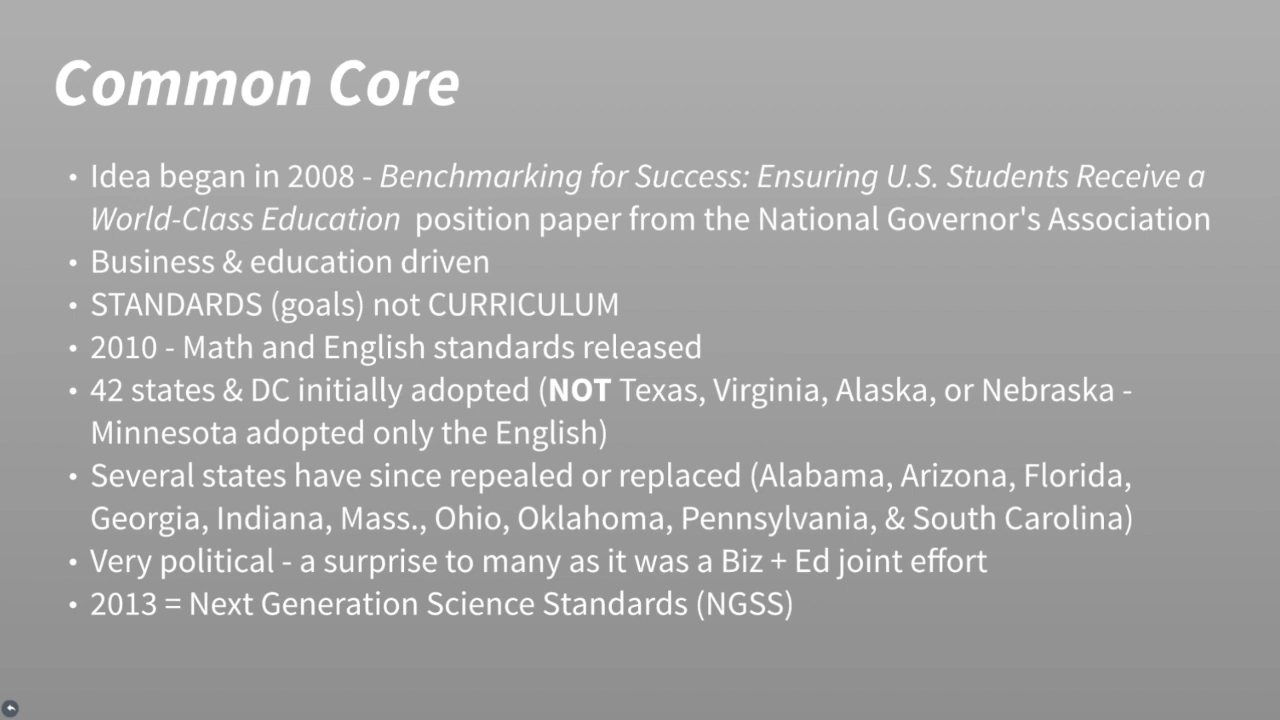 Common Core
• Idea began in 2008 - Benchmarking for Success: Ensuring U.S. Students Receive a
World-Class Education position paper from the National Governor's Association
• Business & education driven
• STANDARDS (goals) not CURRICULUM
• 2010 - Math and English standards released
• 42 states & DC initially adopted (NOT Texas, Virginia, Alaska, or Nebraska -
Minnesota adopted only the English)
• Several states have since repealed or replaced (Alabama, Arizona, Florida,
Georgia, Indiana, Mass., Ohio, Oklahoma, Pennsylvania, & South Carolina)
• Very political - a surprise to many as it was a Biz + Ed joint effort
• 2013 = Next Generation Science Standards (NGSS)